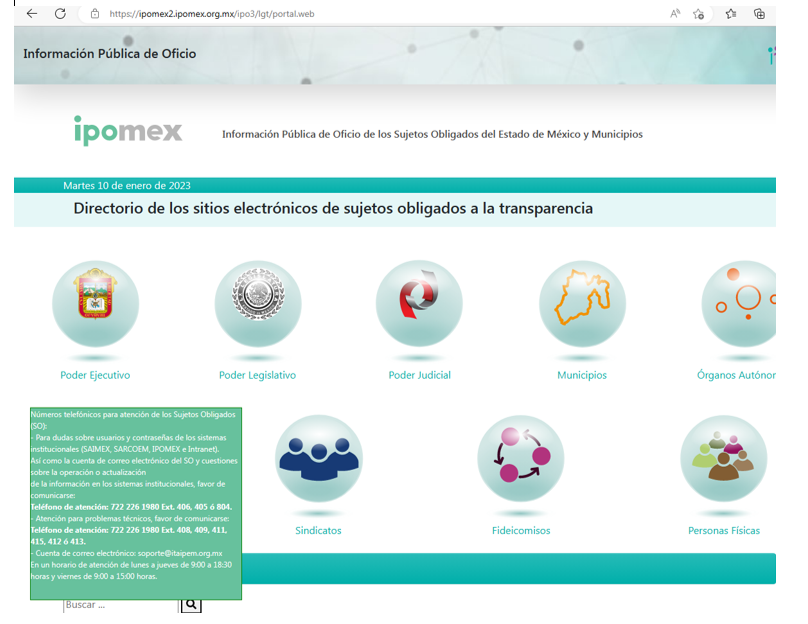 https://ipomex2.ipomex.org.mx/ipo3/lgt/portal.web
Información Pública de Oficio
ipomex
Información Pública de Oficio de los Sujetos Obligados del Estado de México y Municipios
Martes 10 de enero de 2023
Directorio de los sitios electrónicos de sujetos obligados a la transparencia
Poder Ejecutivo
Poder Legislativo
Poder Judicial
Municipios
Órganos Autónor
Números telefónicos para atención de los Sujetos Obligados
(SO):
- Para dudas sobre usuarios y contraseñas de los sistemas
institucionales (SAIMEX, SARCOEM, IPOMEX e Intranet).
Así como la cuenta de correo electrónico del SO y cuestiones
sobre la operación o actualización
de la información en los sistemas institucionales, favor de
comunicarse:
Teléfono de atención: 722 226 1980 Ext. 406, 405 ó 804.
- Atención para problemas técnicos, favor de comunicarse:
Teléfono de atención: 722 226 1980 Ext. 408, 409, 411,
415, 412 ó 413.
- Cuenta de correo electrónico: soporte@itaipem.org.mx
En un horario de atención de lunes a jueves de 9:00 a 18:30
horas y viernes de 9:00 a 15:00 horas.
Sindicatos
Fideicomisos
Personas Físicas
Buscar ...